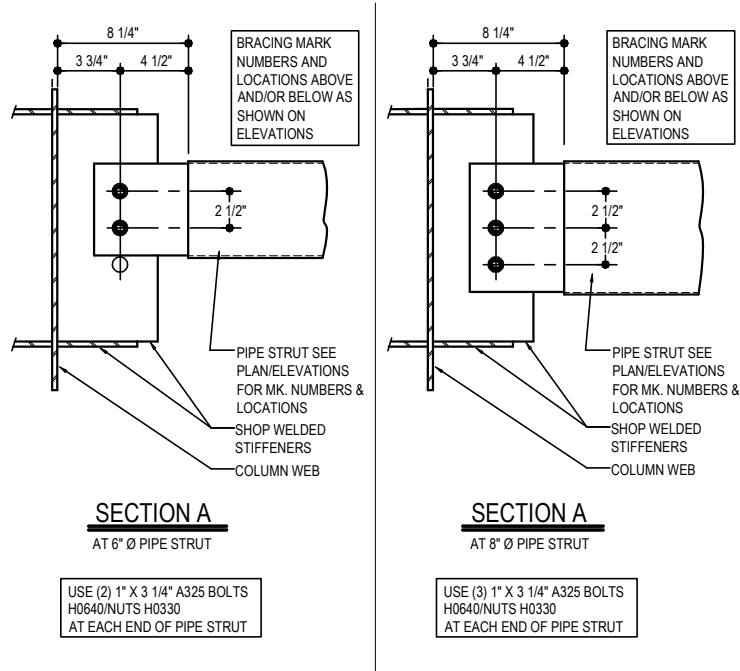 8 1/4"
3 3/4"
4 1/2"
BRACING MARK
NUMBERS AND
LOCATIONS ABOVE
AND/OR BELOW AS
SHOWN ON
ELEVATIONS
2 1/2"
PIPE STRUT SEE
PLAN/ELEVATIONS
FOR MK. NUMBERS &
LOCATIONS
SHOP WELDED
STIFFENERS
COLUMN WEB
SECTION A
AT 6" Ø PIPE STRUT
USE (2) 1" X 3 1/4" A325 BOLTS
H0640/NUTS H0330
AT EACH END OF PIPE STRUT
8 1/4"
3 3/4"
4 1/2"
BRACING MARK
NUMBERS AND
LOCATIONS ABOVE
AND/OR BELOW AS
SHOWN ON
ELEVATIONS
2 1/2"
2 1/2"
PIPE STRUT SEE
PLAN/ELEVATIONS
FOR MK. NUMBERS &
LOCATIONS
SHOP WELDED
STIFFENERS
COLUMN WEB
SECTION A
AT 8" Ø PIPE STRUT
USE (3) 1" X 3 1/4" A325 BOLTS
H0640/NUTS H0330
AT EACH END OF PIPE STRUT